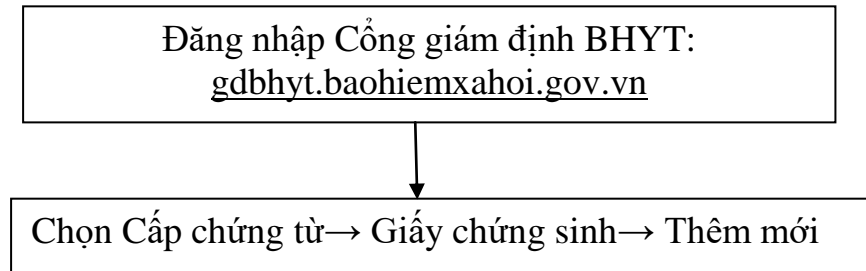 Đăng nhập Cổng giám định BHYT:
gdbhyt.baohiemxahoi.gov.vn
Chọn Cấp chứng từ→ Giấy chứng sinh→ Thêm mới